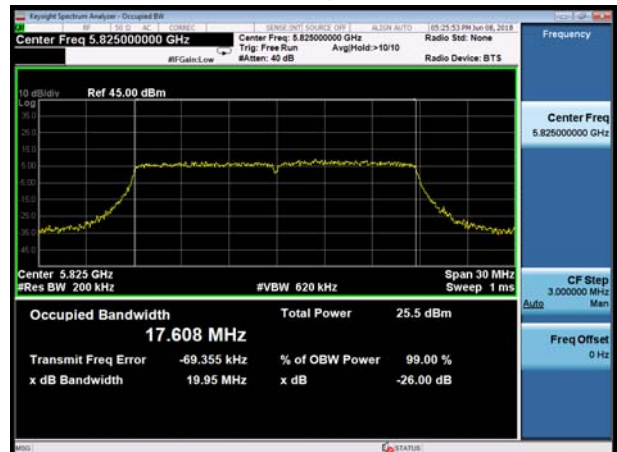 Keysight Spectrum Analyzer - Occupied BW
RF 50 Ω AC CORREC SENSE:INT SOURCE OFF ALIGN AUTO 05:25:53 PM Jun 08, 2018
Center Freq 5.825000000 GHz
Center Freq: 5.825000000 GHz
Radio Std: None
Trig: Free Run Avg|Hold:>10/10
#IFGain:Low #Atten: 40 dB Radio Device: BTS
10 dB/div Ref 45.00 dBm
Log
35.0
25.0
15.0
5.00
-5.00
-15.0
-25.0
-35.0
-45.0
Center 5.825 GHz Span 30 MHz
#Res BW 200 kHz #VBW 620 kHz Sweep 1 ms
Occupied Bandwidth Total Power 25.5 dBm
17.608 MHz
Transmit Freq Error -69.355 kHz % of OBW Power 99.00 %
x dB Bandwidth 19.95 MHz x dB -26.00 dB
MSG STATUS
Frequency
Center Freq
5.825000000 GHz
CF Step
3.000000 MHz
Auto Man
Freq Offset
0 Hz